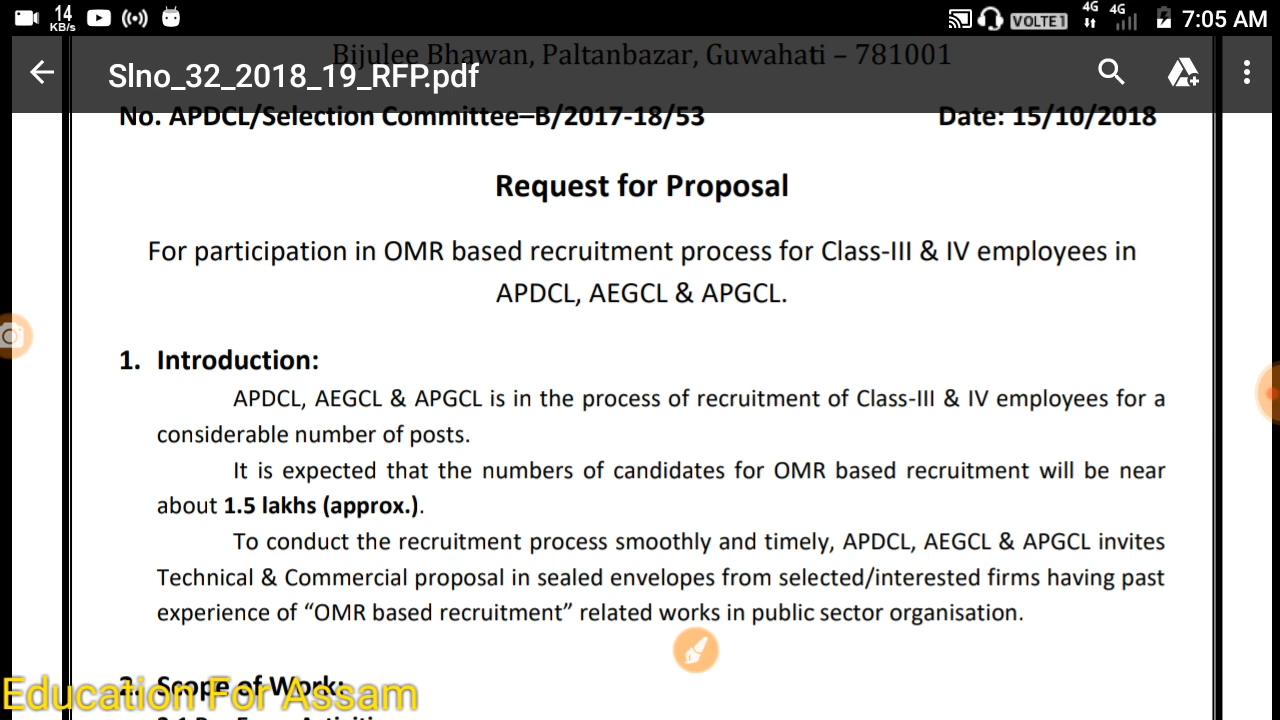 14
KB/s
VOLTE1
4G 4G
7:05 AM
Bijulee Bhawan, Paltanbazar, Guwahati – 781001
Slno_32_2018_19_RFP.pdf
No. APDCL/Selection Committee–B/2017-18/53 Date: 15/10/2018
Request for Proposal
For participation in OMR based recruitment process for Class-III & IV employees in
APDCL, AEGCL & APGCL.
1. Introduction:
APDCL, AEGCL & APGCL is in the process of recruitment of Class-III & IV employees for a
considerable number of posts.
It is expected that the numbers of candidates for OMR based recruitment will be near
about 1.5 lakhs (approx.).
To conduct the recruitment process smoothly and timely, APDCL, AEGCL & APGCL invites
Technical & Commercial proposal in sealed envelopes from selected/interested firms having past
experience of “OMR based recruitment” related works in public sector organisation.
2. Scope of Work:
Education For Assam